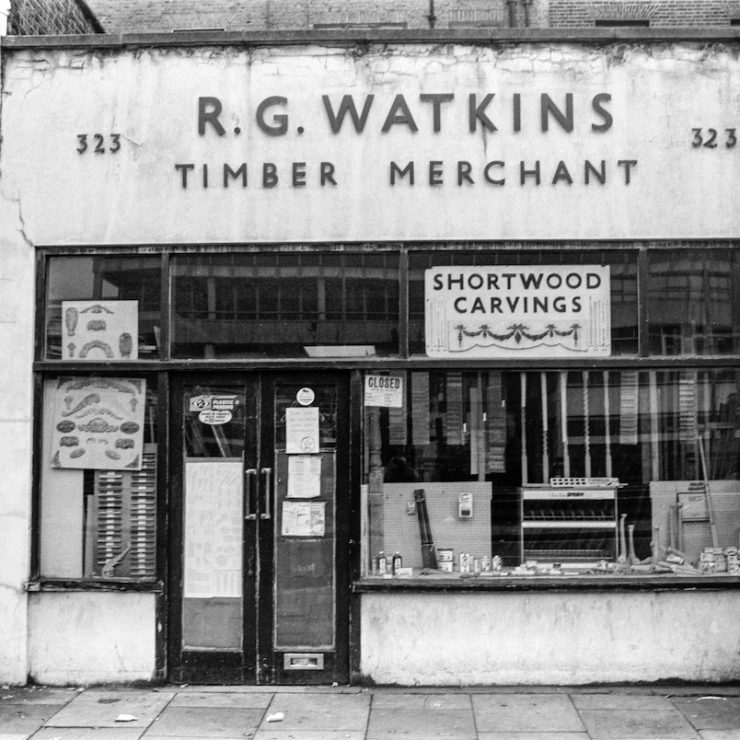 R. G. WATKINS
323
323
TIMBER MERCHANT
SHORTWOOD
CARVINGS
CLOSED